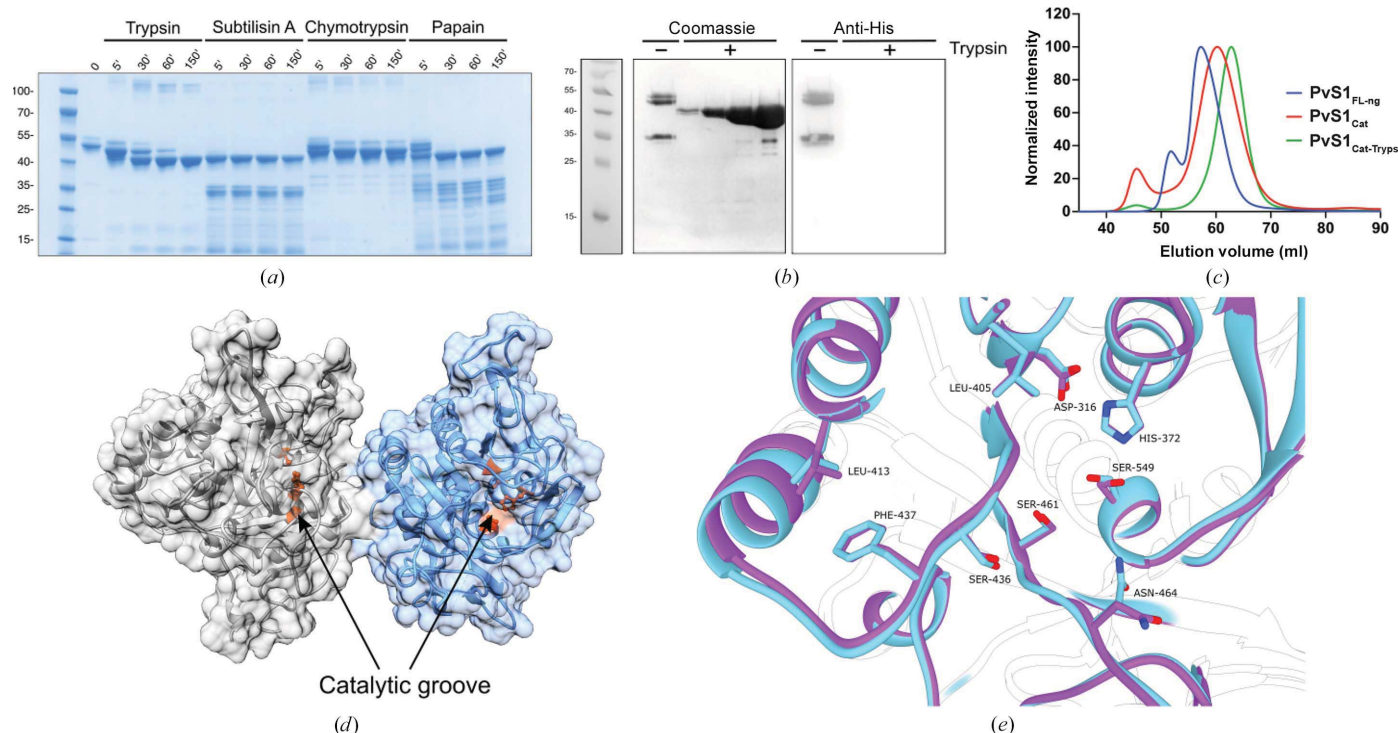 Trypsin Subtilisin A Chymotrypsin Papain
0 5' 30' 60' 150' 5' 30' 60' 150' 5' 30' 60' 150' 5' 30' 60' 150'
100-
70-
55-
40-
35-
25-
15-
(a)
Coomassie Anti-His
– + – + Trypsin
70-
55-
40-
35-
25-
15-
(b)
Normalized intensity
120
100
80
60
40
20
0
40 50 60 70 80 90
Elution volume (ml)
PvS1FL-ng
PvS1Cat
PvS1Cat-Tryps
(c)
Catalytic groove
(d)
LEU-405
ASP-316
HIS-372
LEU-413
SER-549
PHE-437
SER-461
SER-436
ASN-464
(e)